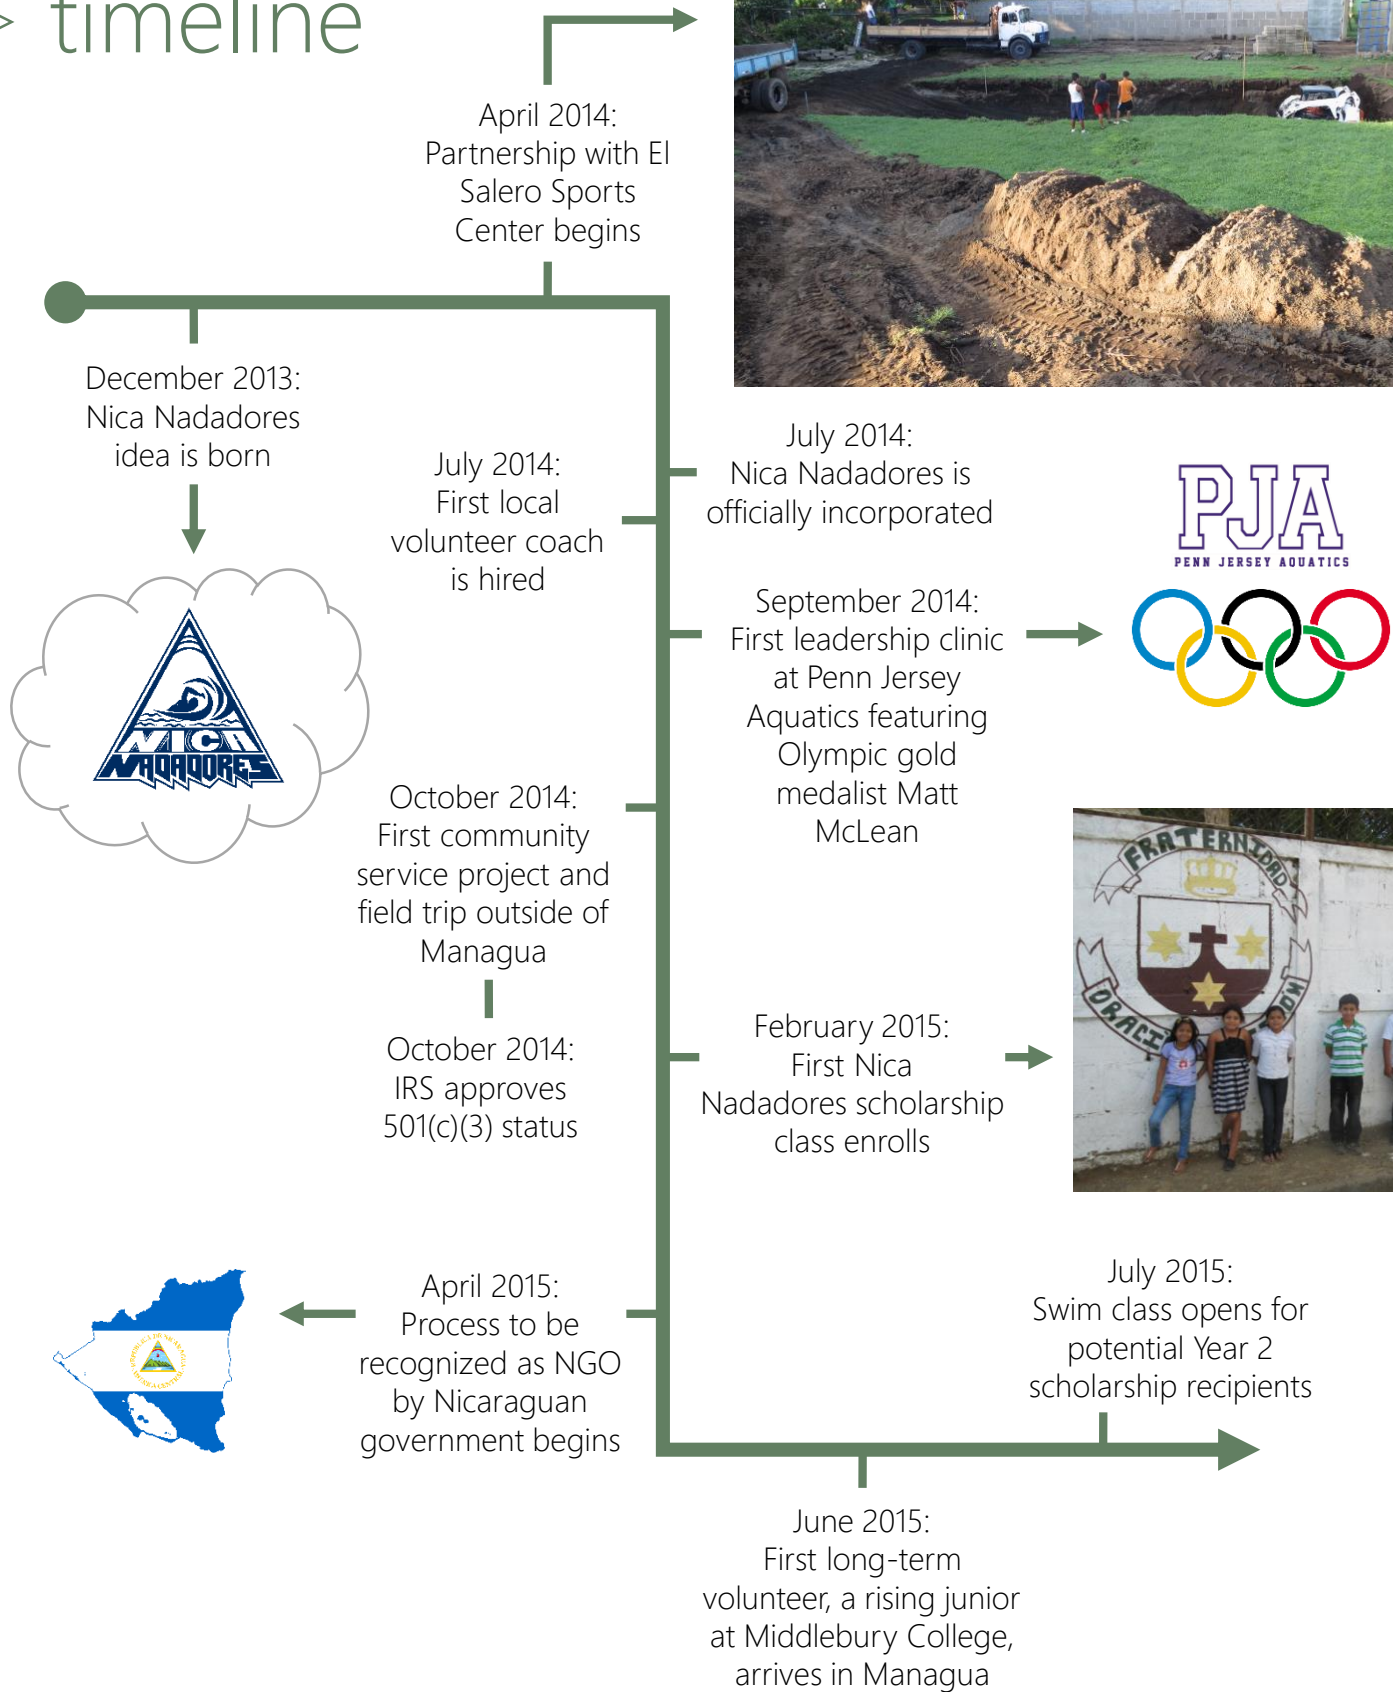 > timeline
April 2014:
Partnership with El
Salero Sports
Center begins
December 2013:
Nica Nadadores
idea is born
NICA
NADADORES
July 2014:
First local
volunteer coach
is hired
July 2014:
Nica Nadadores is
officially incorporated
PJA
PENN JERSEY AQUATICS
September 2014:
First leadership clinic
at Penn Jersey
Aquatics featuring
Olympic gold
medalist Matt
McLean
October 2014:
First community
service project and
field trip outside of
Managua
October 2014:
IRS approves
501(c)(3) status
February 2015:
First Nica
Nadadores scholarship
class enrolls
FRATERNIDAD
April 2015:
Process to be
recognized as NGO
by Nicaraguan
government begins
REPUBLICA DE NICARAGUA
AMERICA CENTRAL
July 2015:
Swim class opens for
potential Year 2
scholarship recipients
June 2015:
First long-term
volunteer, a rising junior
at Middlebury College,
arrives in Managua